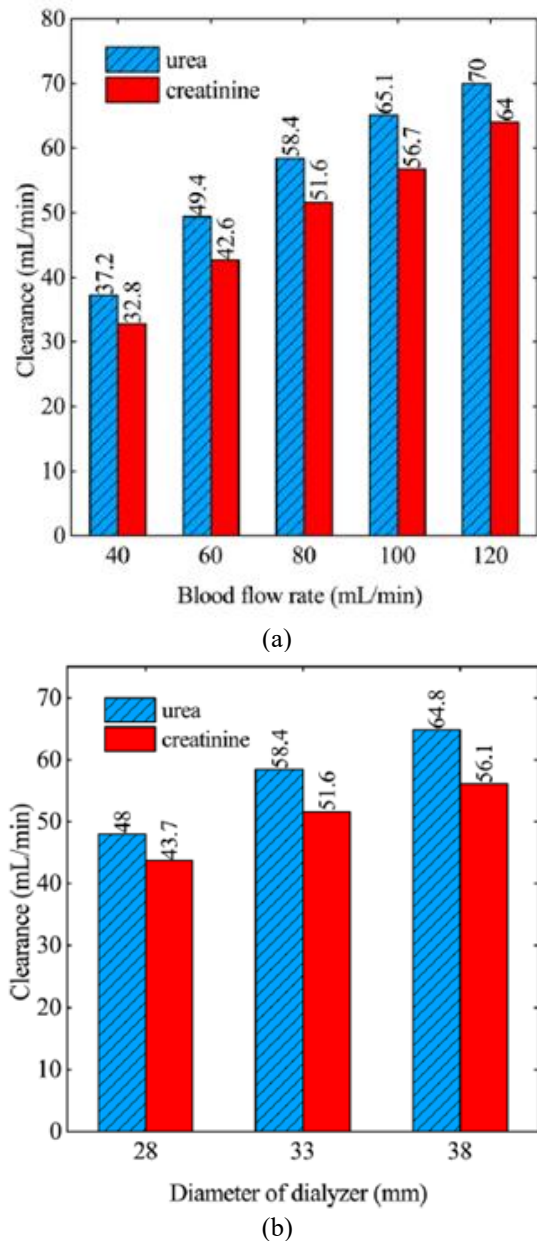 80
70
60
50
40
30
20
10
0
Clearance (mL/min)
urea
creatinine
37.2
32.8
49.4
42.6
58.4
51.6
65.1
56.7
70
64
40 60 80 100 120
Blood flow rate (mL/min)
(a)
70
60
50
40
30
20
10
0
Clearance (mL/min)
urea
creatinine
48
43.7
58.4
51.6
64.8
56.1
28 33 38
Diameter of dialyzer (mm)
(b)